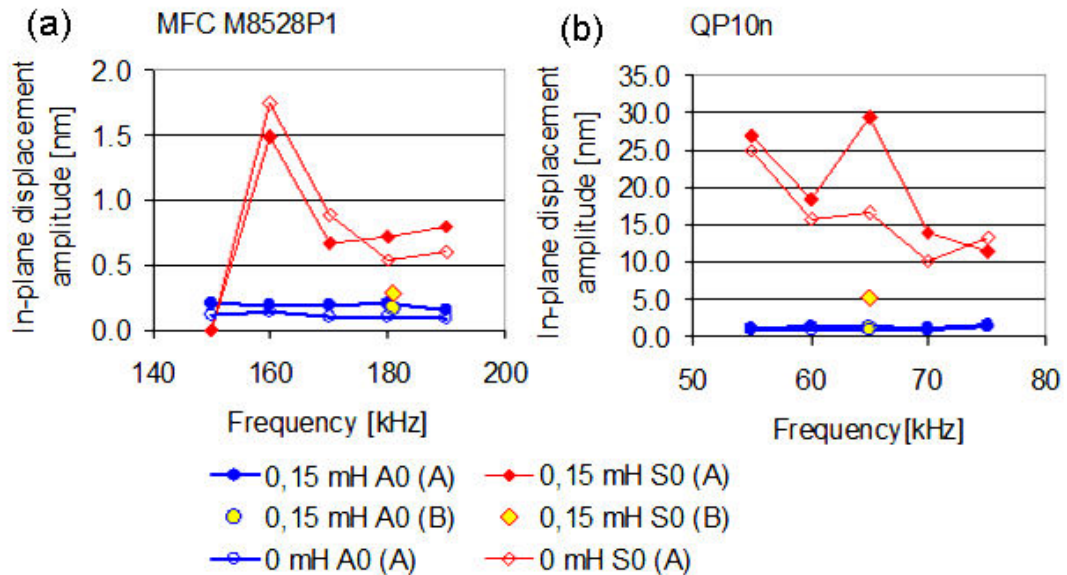 (a) MFC M8528P1
In-plane displacement
amplitude [nm]
2.0
1.5
1.0
0.5
0.0
140 160 180 200
Frequency [kHz]
(b) QP10n
In-plane displacement
amplitude [nm]
35.0
30.0
25.0
20.0
15.0
10.0
5.0
0.0
50 60 70 80
Frequency[kHz]
0,15 mH A0 (A)
0,15 mH S0 (A)
0,15 mH A0 (B)
0,15 mH S0 (B)
0 mH A0 (A)
0 mH S0 (A)